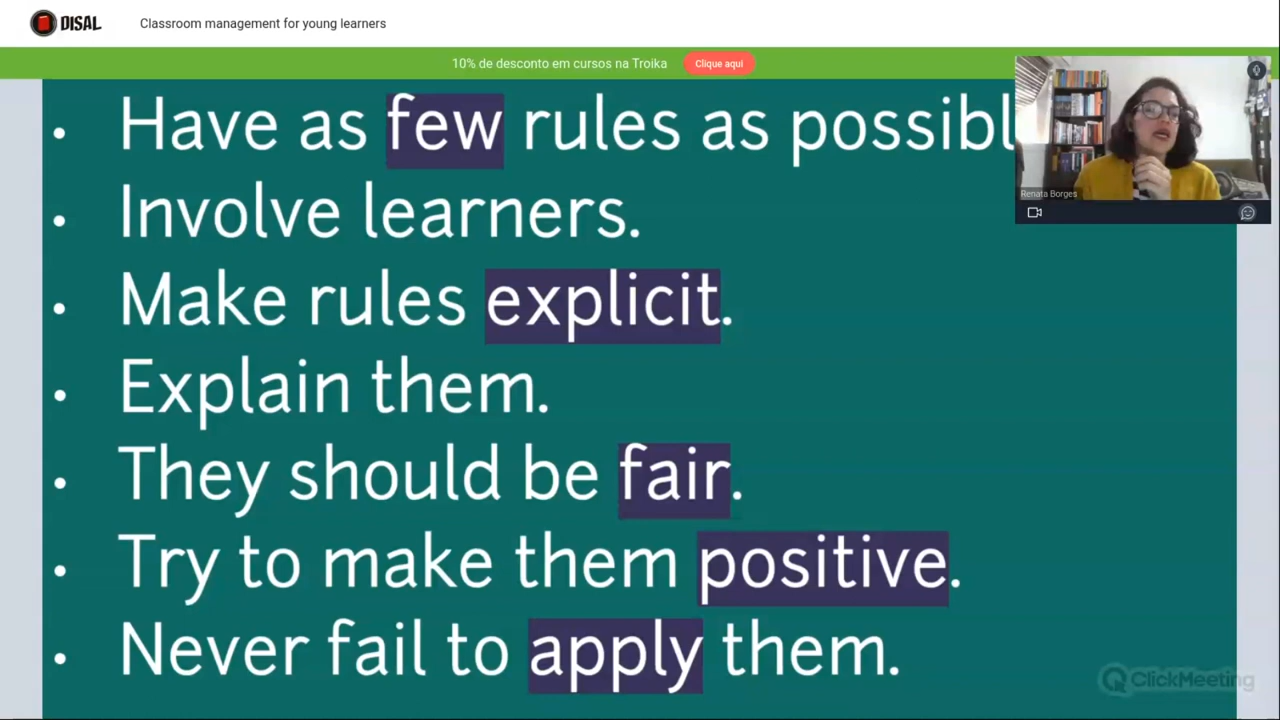 DISAL
Classroom management for young learners
10% de desconto em cursos na Troika
Clique aqui
Have as few rules as possibl
Renata Borges
Involve learners.
Make rules explicit.
Explain them.
They should be fair.
Try to make them positive.
Never fail to apply them.
ClickMeeting